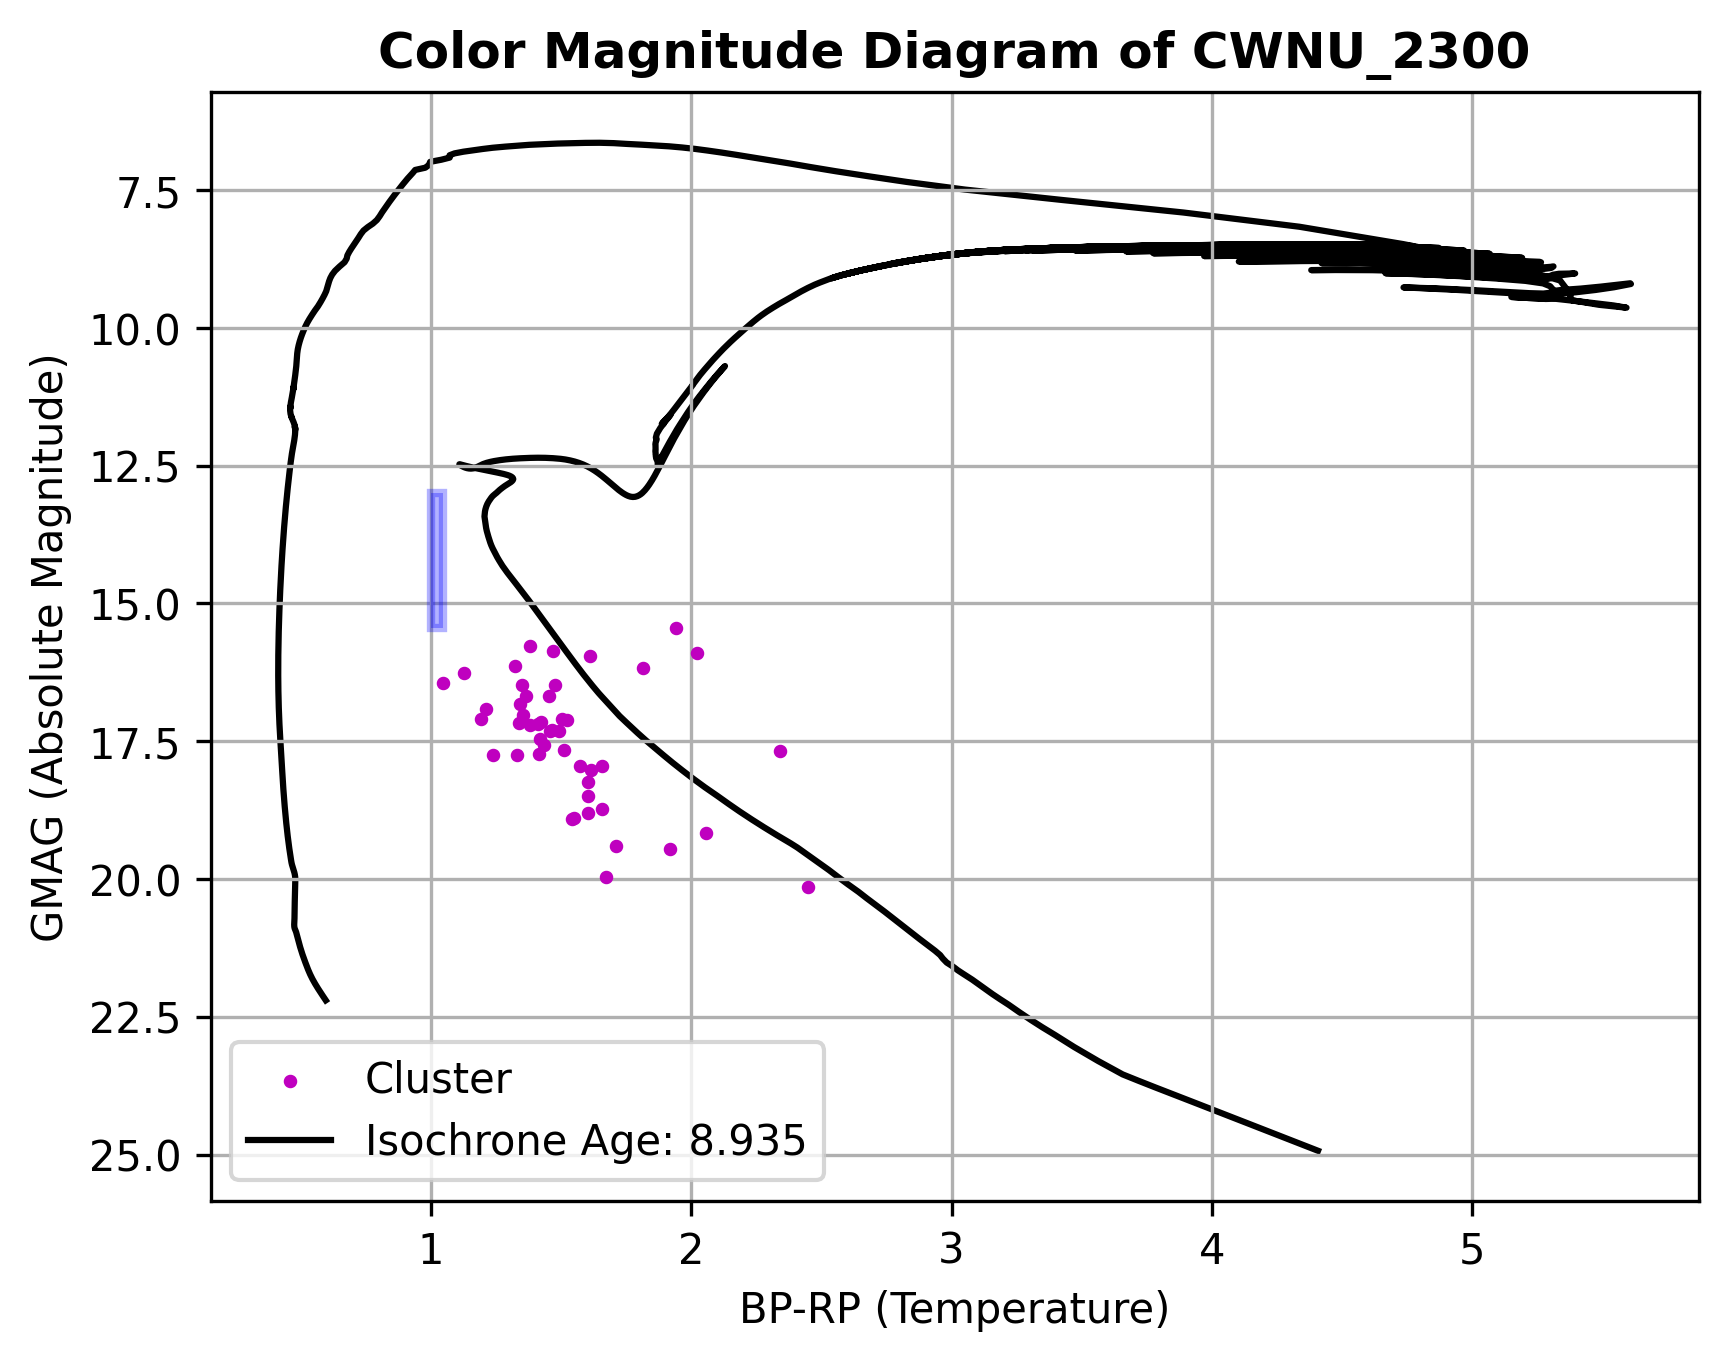 Color Magnitude Diagram of CWNU_2300
GMAG (Absolute Magnitude)
7.5
10.0
12.5
15.0
17.5
20.0
22.5
25.0
Cluster
Isochrone Age: 8.935
1 2 3 4 5
BP-RP (Temperature)